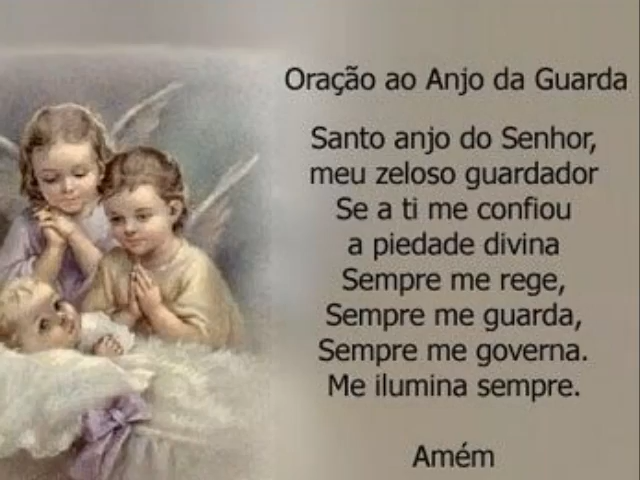 Oração ao Anjo da Guarda
Santo anjo do Senhor,
meu zeloso guardador
Se a ti me confiou
a piedade divina
Sempre me rege,
Sempre me guarda,
Sempre me governa.
Me ilumina sempre.
Amém